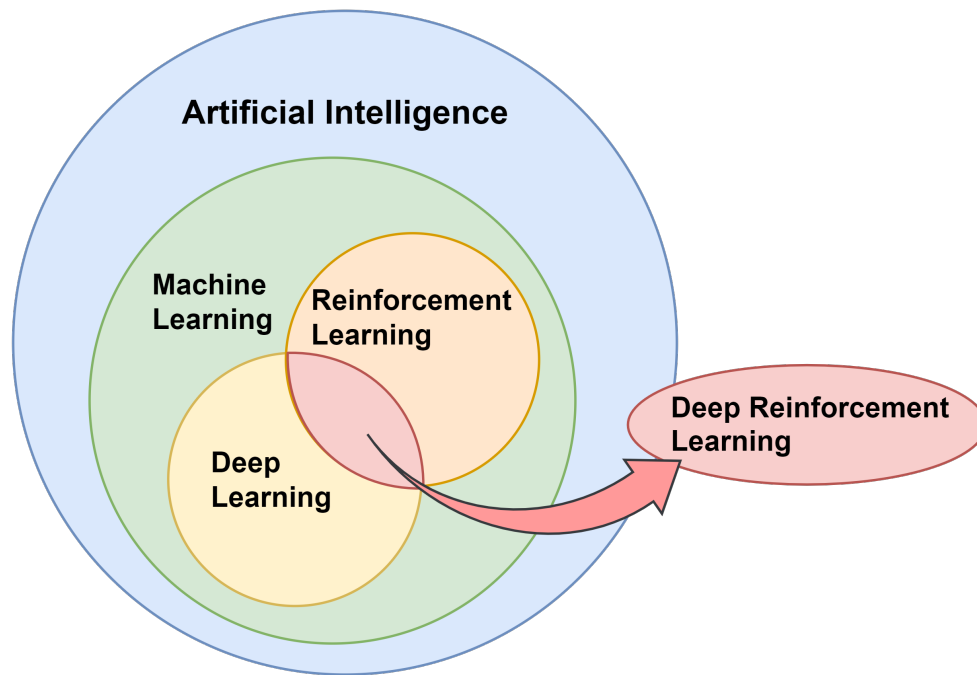 Artificial Intelligence
Machine
Learning
Reinforcement
Learning
Deep
Learning
Deep Reinforcement
Learning